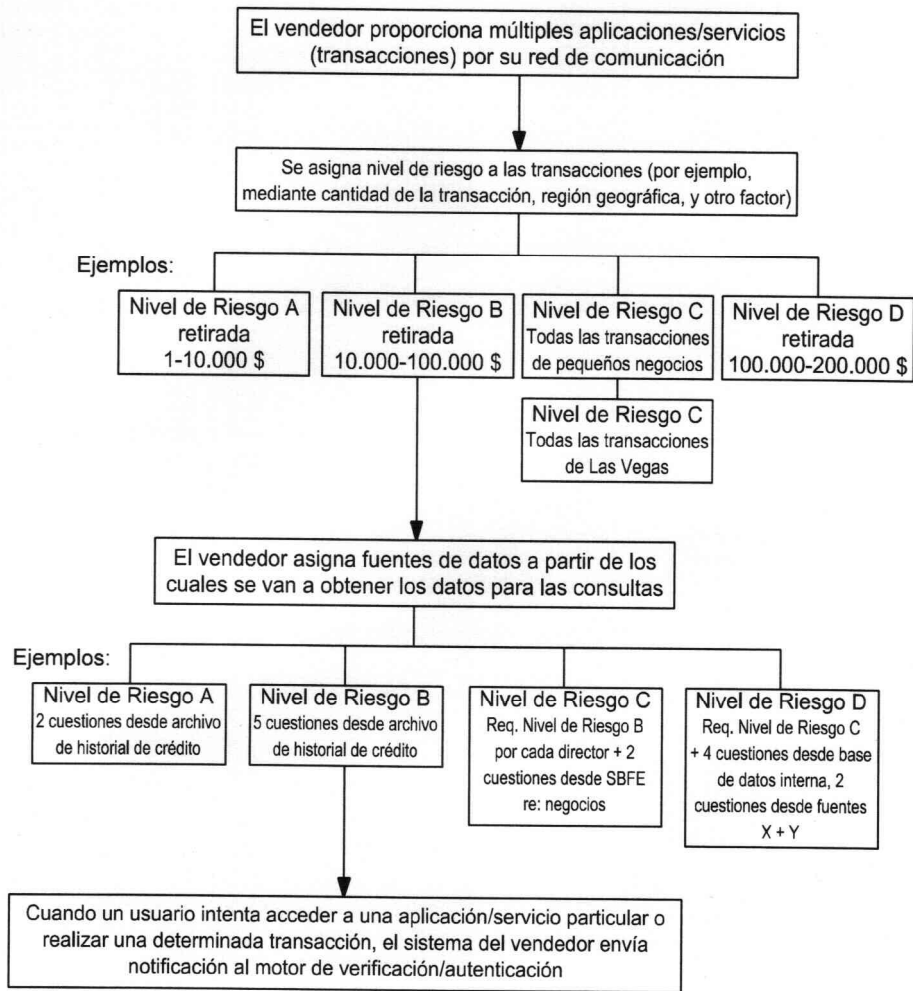 El vendedor proporciona múltiples aplicaciones/servicios
(transacciones) por su red de comunicación
Se asigna nivel de riesgo a las transacciones (por ejemplo,
mediante cantidad de la transacción, región geográfica, y otro factor)
Ejemplos:
Nivel de Riesgo A
retirada
1-10.000 $
Nivel de Riesgo B
retirada
10.000-100.000 $
Nivel de Riesgo C
Todas las transacciones
de pequeños negocios
Nivel de Riesgo D
retirada
100.000-200.000 $
Nivel de Riesgo C
Todas las transacciones
de Las Vegas
El vendedor asigna fuentes de datos a partir de los
cuales se van a obtener los datos para las consultas
Ejemplos:
Nivel de Riesgo A
2 cuestiones desde archivo
de historial de crédito
Nivel de Riesgo B
5 cuestiones desde archivo
de historial de crédito
Nivel de Riesgo C
Req. Nivel de Riesgo B
por cada director + 2
cuestiones desde SBFE
re: negocios
Nivel de Riesgo D
Req. Nivel de Riesgo C
+ 4 cuestiones desde base
de datos interna, 2
cuestiones desde fuentes
X + Y
Cuando un usuario intenta acceder a una aplicación/servicio particular o
realizar una determinada transacción, el sistema del vendedor envía
notificación al motor de verificación/autenticación